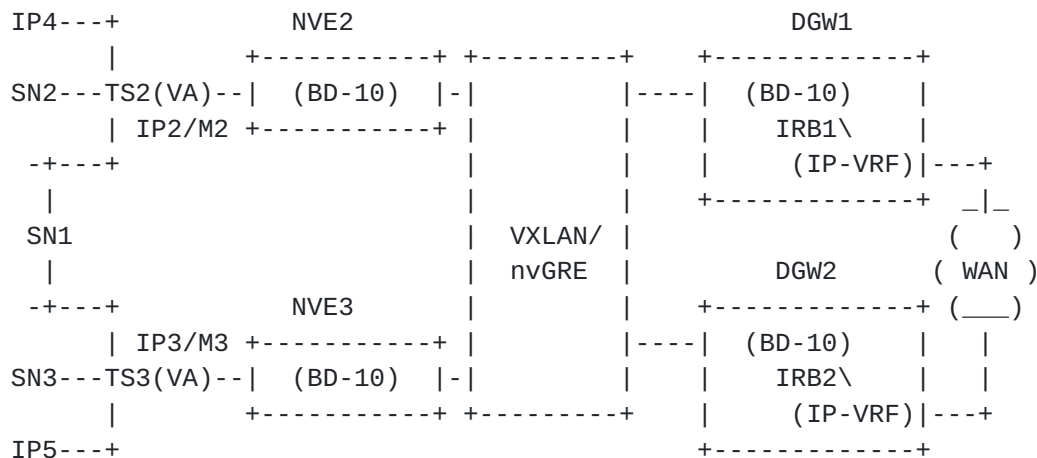 IP4---+           NVE2                            DGW1
      |       +-----------+ +---------+    +-------------+
SN2---TS2(VA)--|  (BD-10)  |-|         |----|  (BD-10)    |
      | IP2/M2 +-----------+ |         |    |    IRB1\    |
 -+---+                      |         |    |     (IP-VRF)|---+
  |                          |         |    +-------------+  _|_
 SN1                         |  VXLAN/ |                    (   )
  |                          |  nvGRE  |         DGW2      ( WAN )
 -+---+           NVE3       |         |    +-------------+ (___)
      | IP3/M3 +-----------+ |         |----|  (BD-10)    |   |
SN3---TS3(VA)--|  (BD-10)  |-|         |    |    IRB2\    |   |
      |       +-----------+ +---------+    |     (IP-VRF)|---+
IP5---+                                    +-------------+